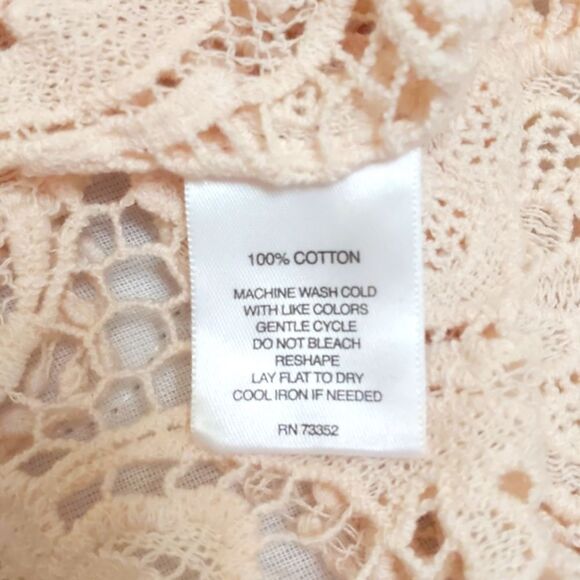 100% COTTON
MACHINE WASH COLD
WITH LIKE COLORS
GENTLE CYCLE
DO NOT BLEACH
RESHAPE
LAY FLAT TO DRY
COOL IRON IF NEEDED
RN 73352